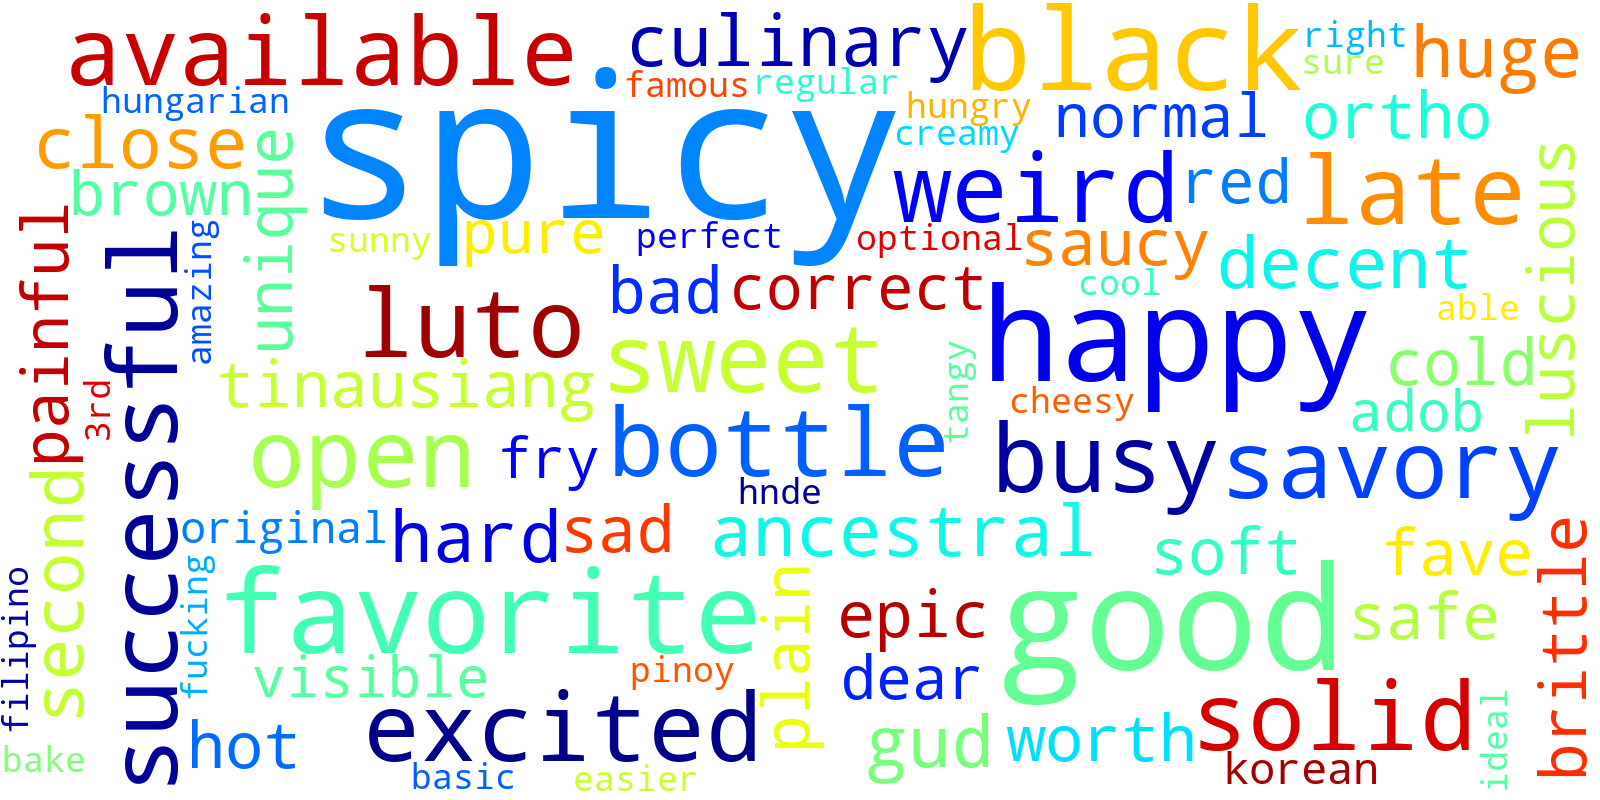 available
culinary
black
right
sure
huge
hungarian
spicy
famous
regular
hungry
creamy
normal
ortho
close
brown
unique
weird
red
late
luscious
painful
successful
amazing
sunny
pure
perfect
optional
saucy
decent
luto
bad
correct
cool
able
happy
tinausiang
sweet
tangy
cheesy
cold
adob
3rd
open
fry
bottle
hnde
busy
savory
second
original
hard
sad
ancestral
soft
fave
brittle
filipino
fucking
favorite
plain
epic
good
safe
visible
pinoy
dear
excited
gud
worth
solid
ideal
bake
hot
basic
easier
korean